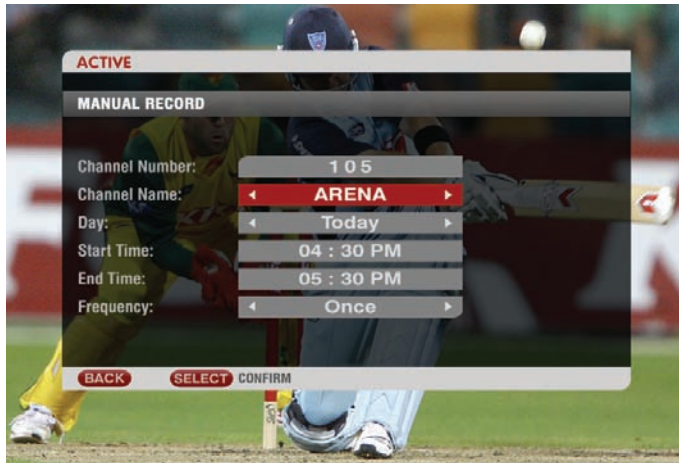 ACTIVE
MANUAL RECORD
Channel Number: 105
Channel Name: ARENA
Day: Today
Start Time: 04 : 30 PM
End Time: 05 : 30 PM
Frequency: Once
BACK SELECT CONFIRM